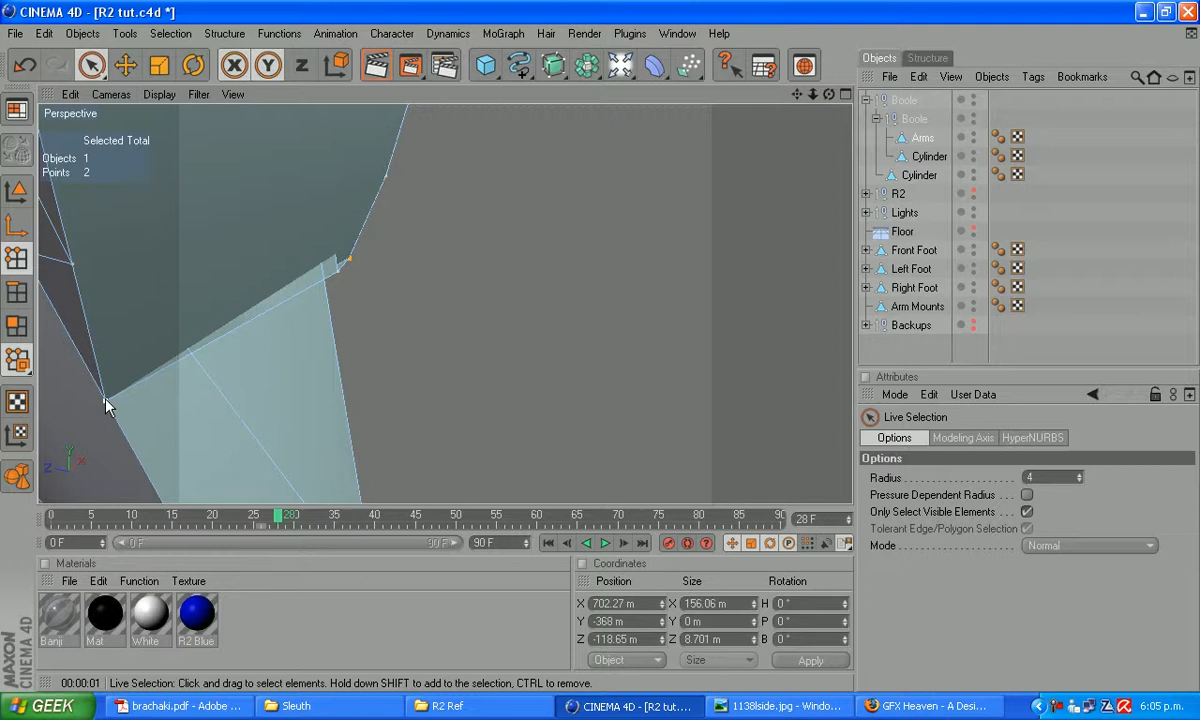 CINEMA 4D - [R2 tut.c4d *]
File Edit Objects Tools Selection Structure Functions Animation Character Dynamics MoGraph Hair Render Plugins Window Help
X Y Z
Edit Cameras Display Filter View
Perspective
Selected Total
Objects 1
Points 2
Y
Z X
0 5 10 15 20 25 280 35 40 45 50 55 60 65 70 75 80 85 90
28 F
0 F
0 F
90 F
90 F
Materials
File Edit Function Texture
Banji Mat White R2 Blue
Coordinates
Position Size Rotation
X 702.27 m X 156.06 m H 0 °
Y -368 m Y 0 m P 0 °
Z -118.65 m Z 8.701 m B 0 °
Object Size Apply
Objects Structure
File Edit View Objects Tags Bookmarks
Boole
Boole
Arms
Cylinder
Cylinder
R2
Lights
Floor
Front Foot
Left Foot
Right Foot
Arm Mounts
Backups
Attributes
Mode Edit User Data
Live Selection
Options Modeling Axis HyperNURBS
Options
Radius 4
Pressure Dependent Radius
Only Select Visible Elements
Tolerant Edge/Polygon Selection
Mode Normal
MAXON
CINEMA 4D
00:00:01 Live Selection: Click and drag to select elements. Hold down SHIFT to add to the selection, CTRL to remove.
GEEK
brachaki.pdf - Adobe ...
Sleuth
R2 Ref
CINEMA 4D - [R2 tu...
1138lside.jpg - Windo...
GFX Heaven - A Desi...
6:05 p.m.